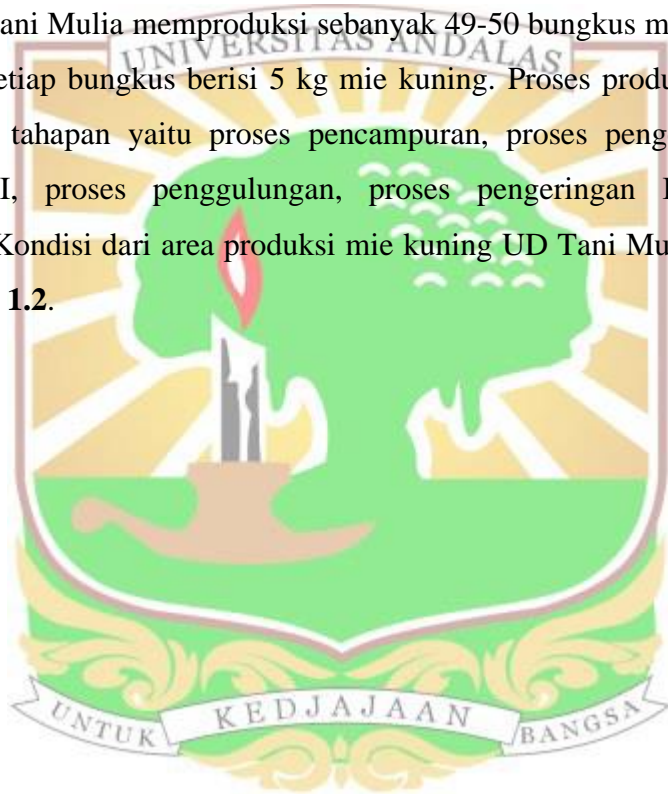 ani Mulia memproduksi sebanyak 49-50 bungkus m
UNIVERSITAS ANDALAS
etiap bungkus berisi 5 kg mie kuning. Proses produ
tahapan yaitu proses pencampuran, proses peng
I, proses penggulungan, proses pengeringan
Kondisi dari area produksi mie kuning UD Tani Mu
1.2.
UNTUK KEDJAJAAN BANGSA